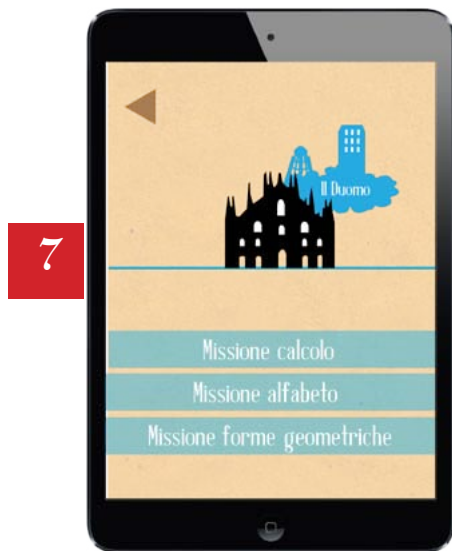 7
Il Duomo
Missione calcolo
Missione alfabeto
Missione forme geometriche